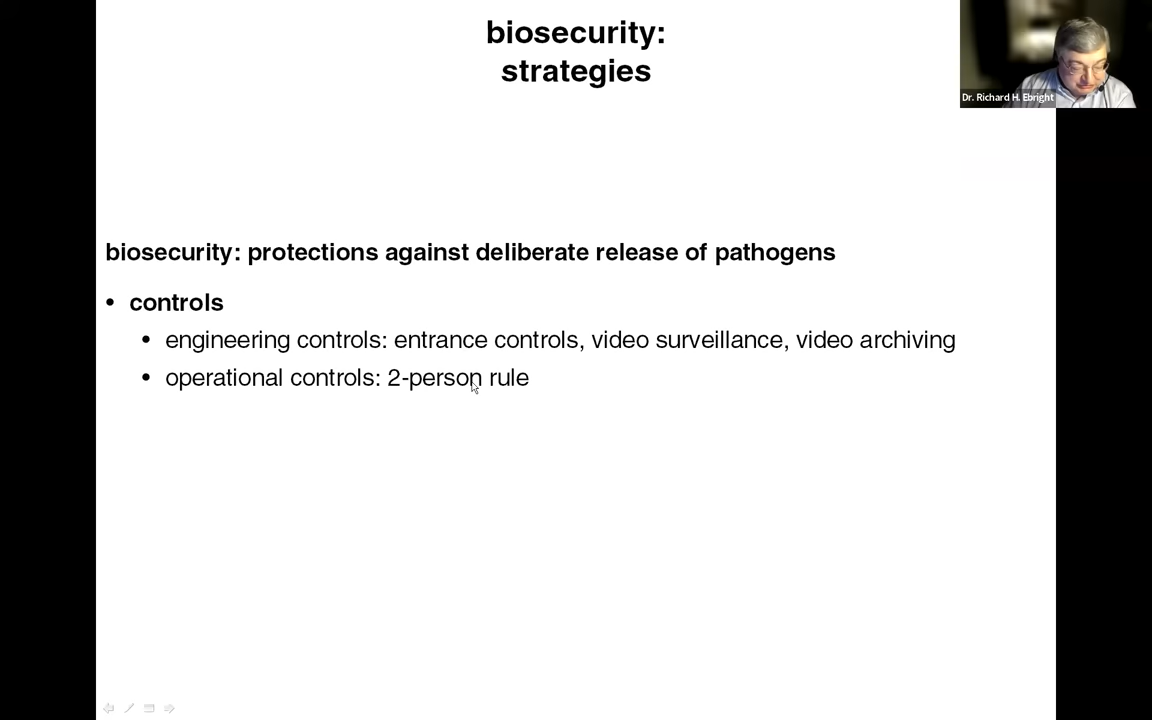 biosecurity:
strategies
Dr. Richard H. Ebright
biosecurity: protections against deliberate release of pathogens
• controls
• engineering controls: entrance controls, video surveillance, video archiving
• operational controls: 2-person rule